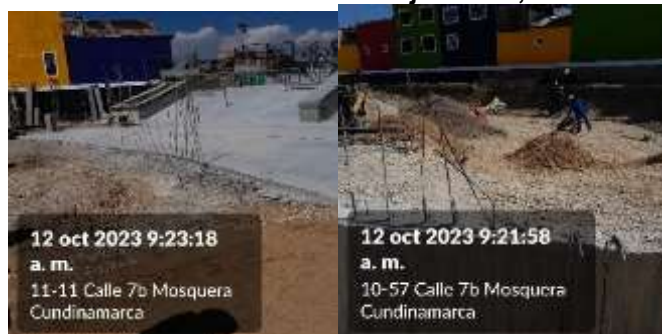 12 oct 2023 9:23:18
a. m.
11-11 Calle 7b Mosquera
Cundinamarca
12 oct 2023 9:21:58
a. m.
10-57 Calle 7b Mosquera
Cundinamarca